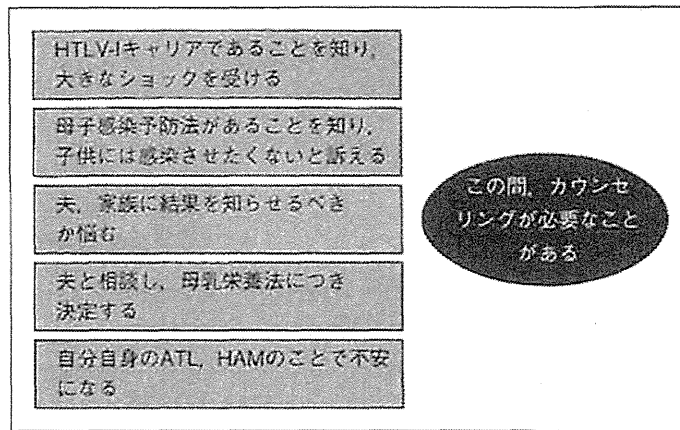 HTLV-Iキャリアであることを知り，
大きなショックを受ける
母子感染予防法があることを知り，
子供には感染させたくないと訴える
夫，家族に結果を知らせるべき
か悩む
夫と相談し，母乳栄養法につき
決定する
自分自身のATL，HAMのことで不安
になる
この間，カウンセ
リングが必要なこと
がある